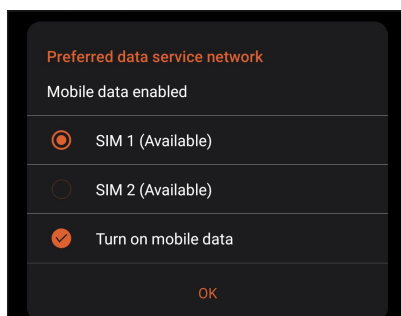 Preferred data service network
Mobile data enabled
SIM 1 (Available)
SIM 2 (Available)
Turn on mobile data
OK